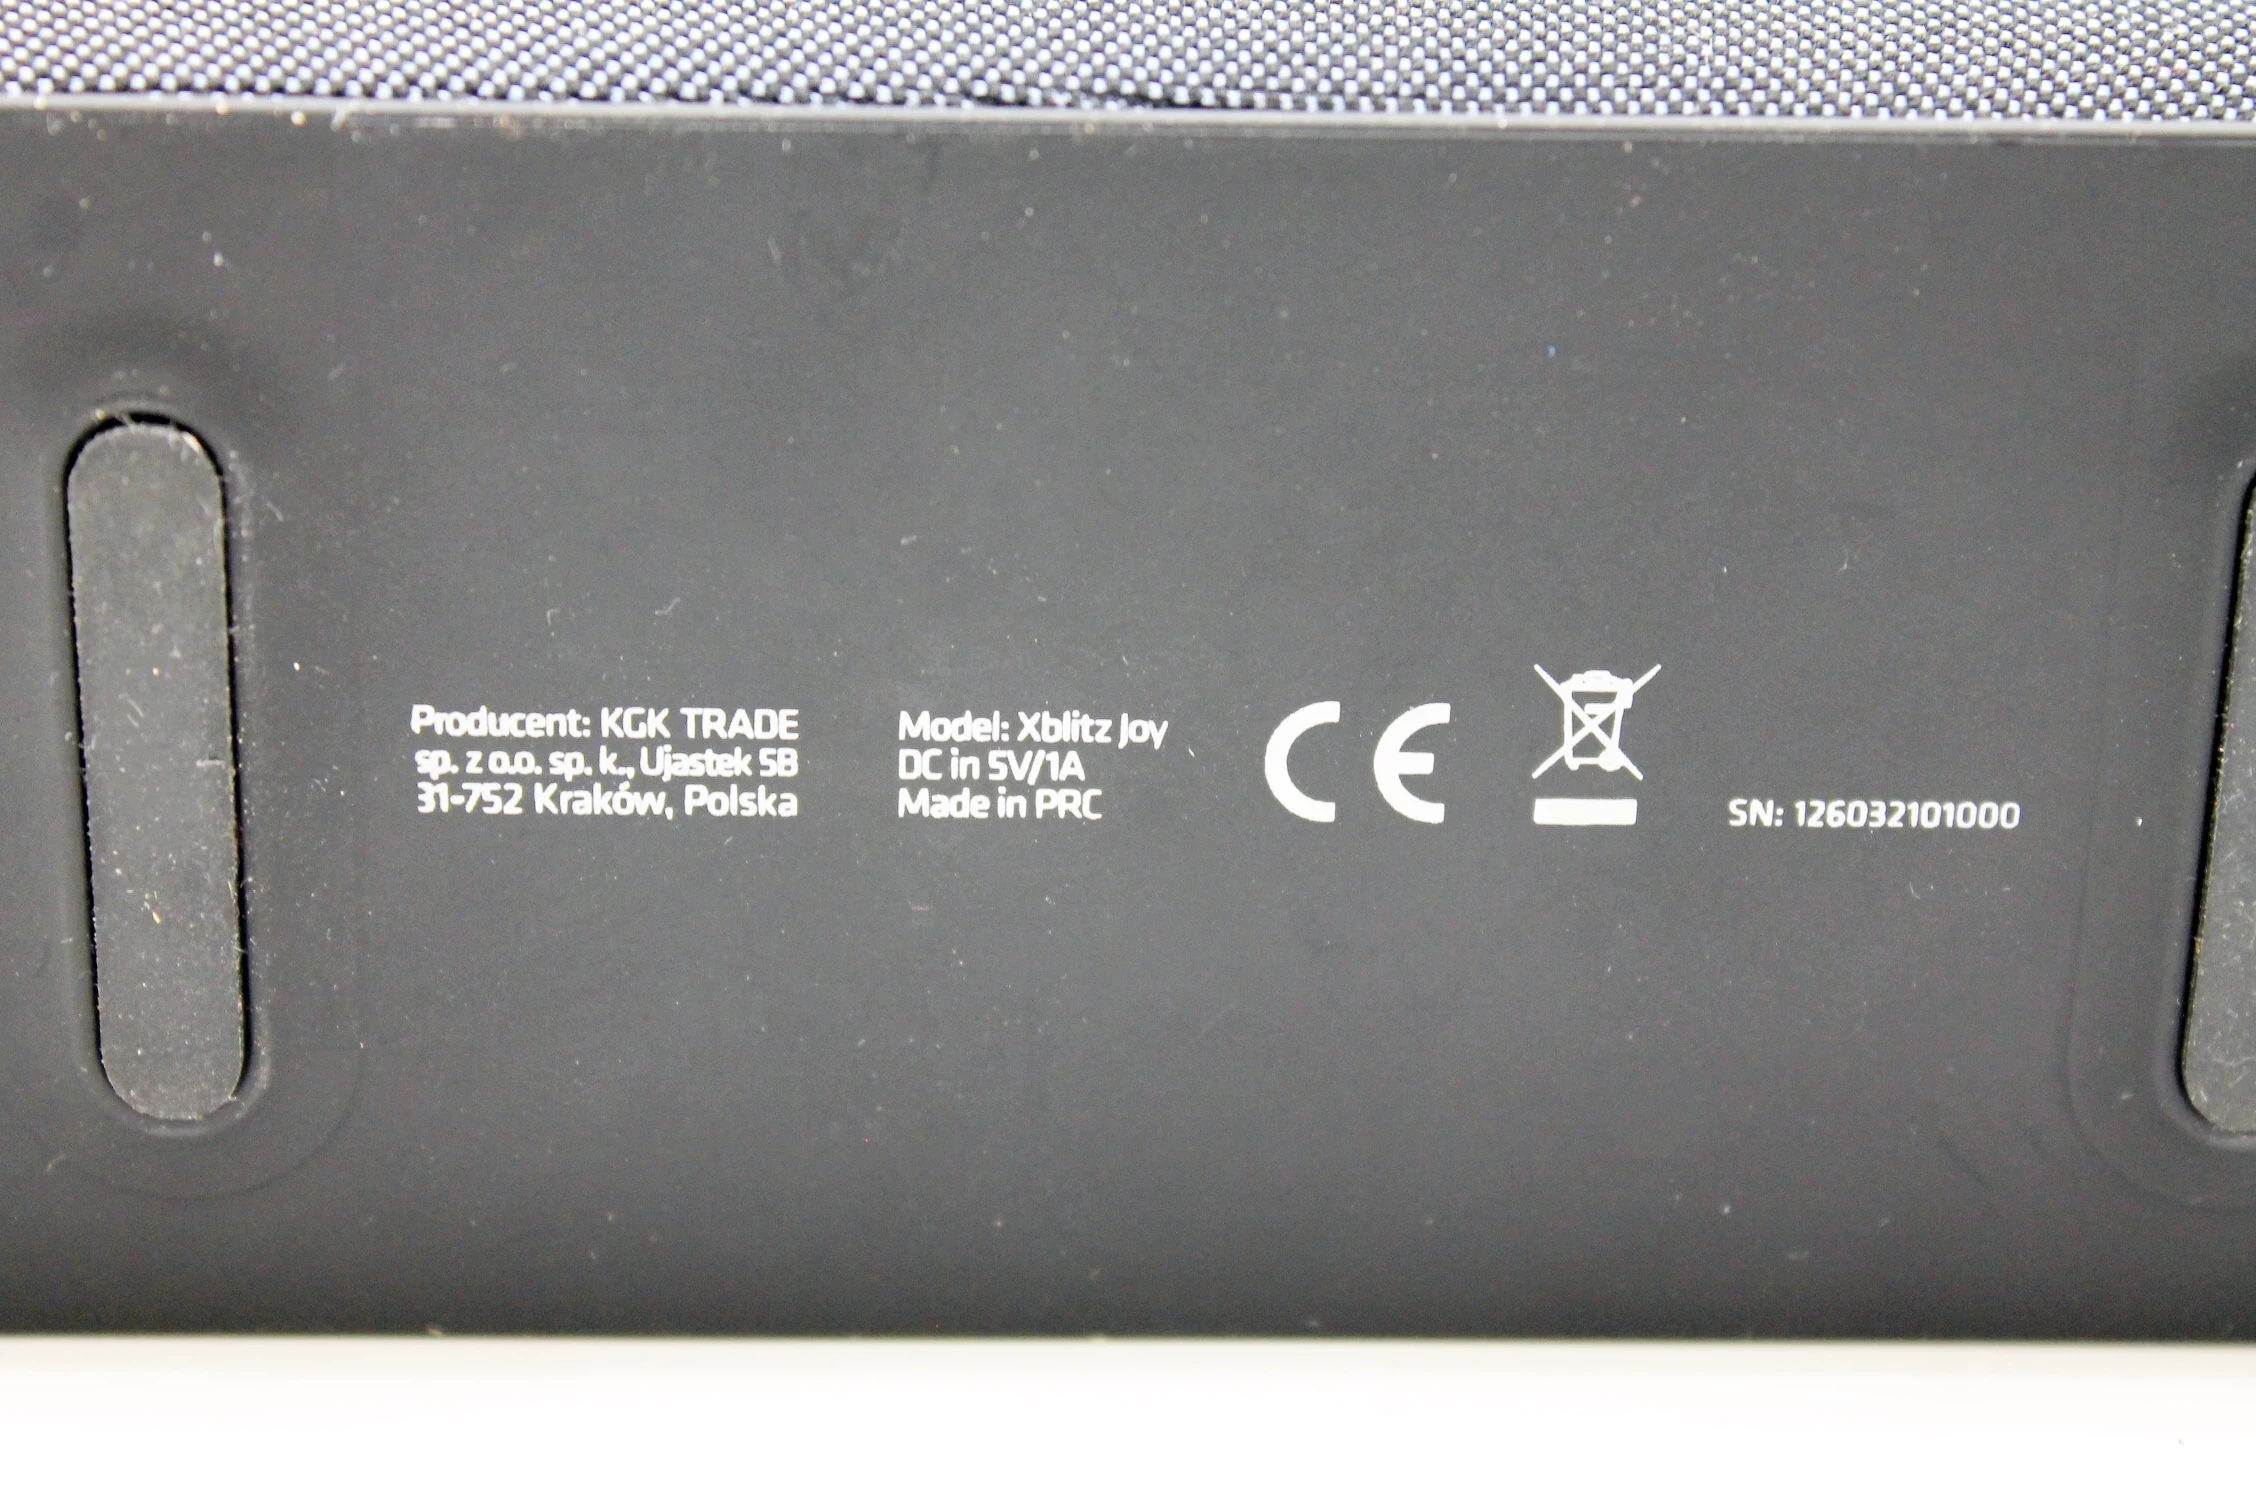 Producent: KGK TRADE
sp. z o.o. sp. k., Ujastek 5B
31-752 Kraków, Polska
Model: Xblitz Joy
DC in 5V/1A
Made in PRC
CE
SN: 126032101000